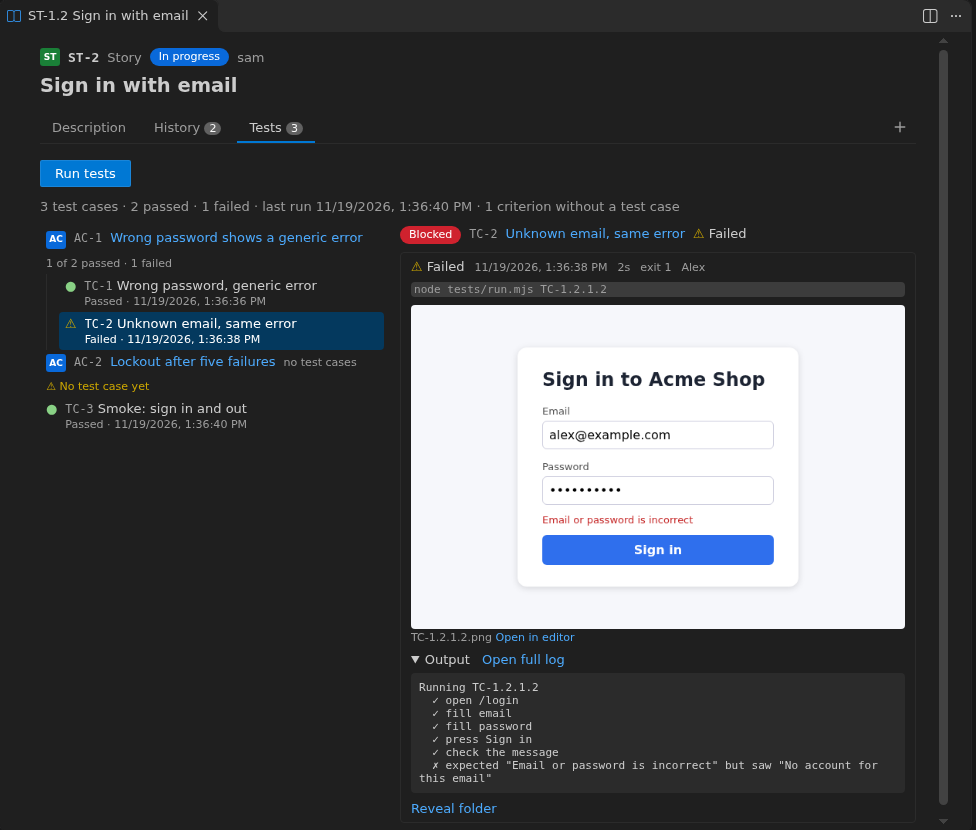 ST-1.2 Sign in with email
ST ST-2 Story In progress sam
Sign in with email
Description History 2 Tests 3
Run tests
3 test cases · 2 passed · 1 failed · last run 11/19/2026, 1:36:40 PM · 1 criterion without a test case
AC AC-1 Wrong password shows a generic error
1 of 2 passed · 1 failed
TC-1 Wrong password, generic error
Passed · 11/19/2026, 1:36:36 PM
TC-2 Unknown email, same error
Failed · 11/19/2026, 1:36:38 PM
AC AC-2 Lockout after five failures no test cases
⚠ No test case yet
TC-3 Smoke: sign in and out
Passed · 11/19/2026, 1:36:40 PM
Blocked TC-2 Unknown email, same error ⚠ Failed
⚠ Failed 11/19/2026, 1:36:38 PM 2s exit 1 Alex
node tests/run.mjs TC-1.2.1.2
Sign in to Acme Shop
Email
alex@example.com
Password
••••••••••
Email or password is incorrect
Sign in
TC-1.2.1.2.png Open in editor
▼ Output Open full log
Running TC-1.2.1.2
✓ open /login
✓ fill email
✓ fill password
✓ press Sign in
✓ check the message
✗ expected "Email or password is incorrect" but saw "No account for
this email"
Reveal folder